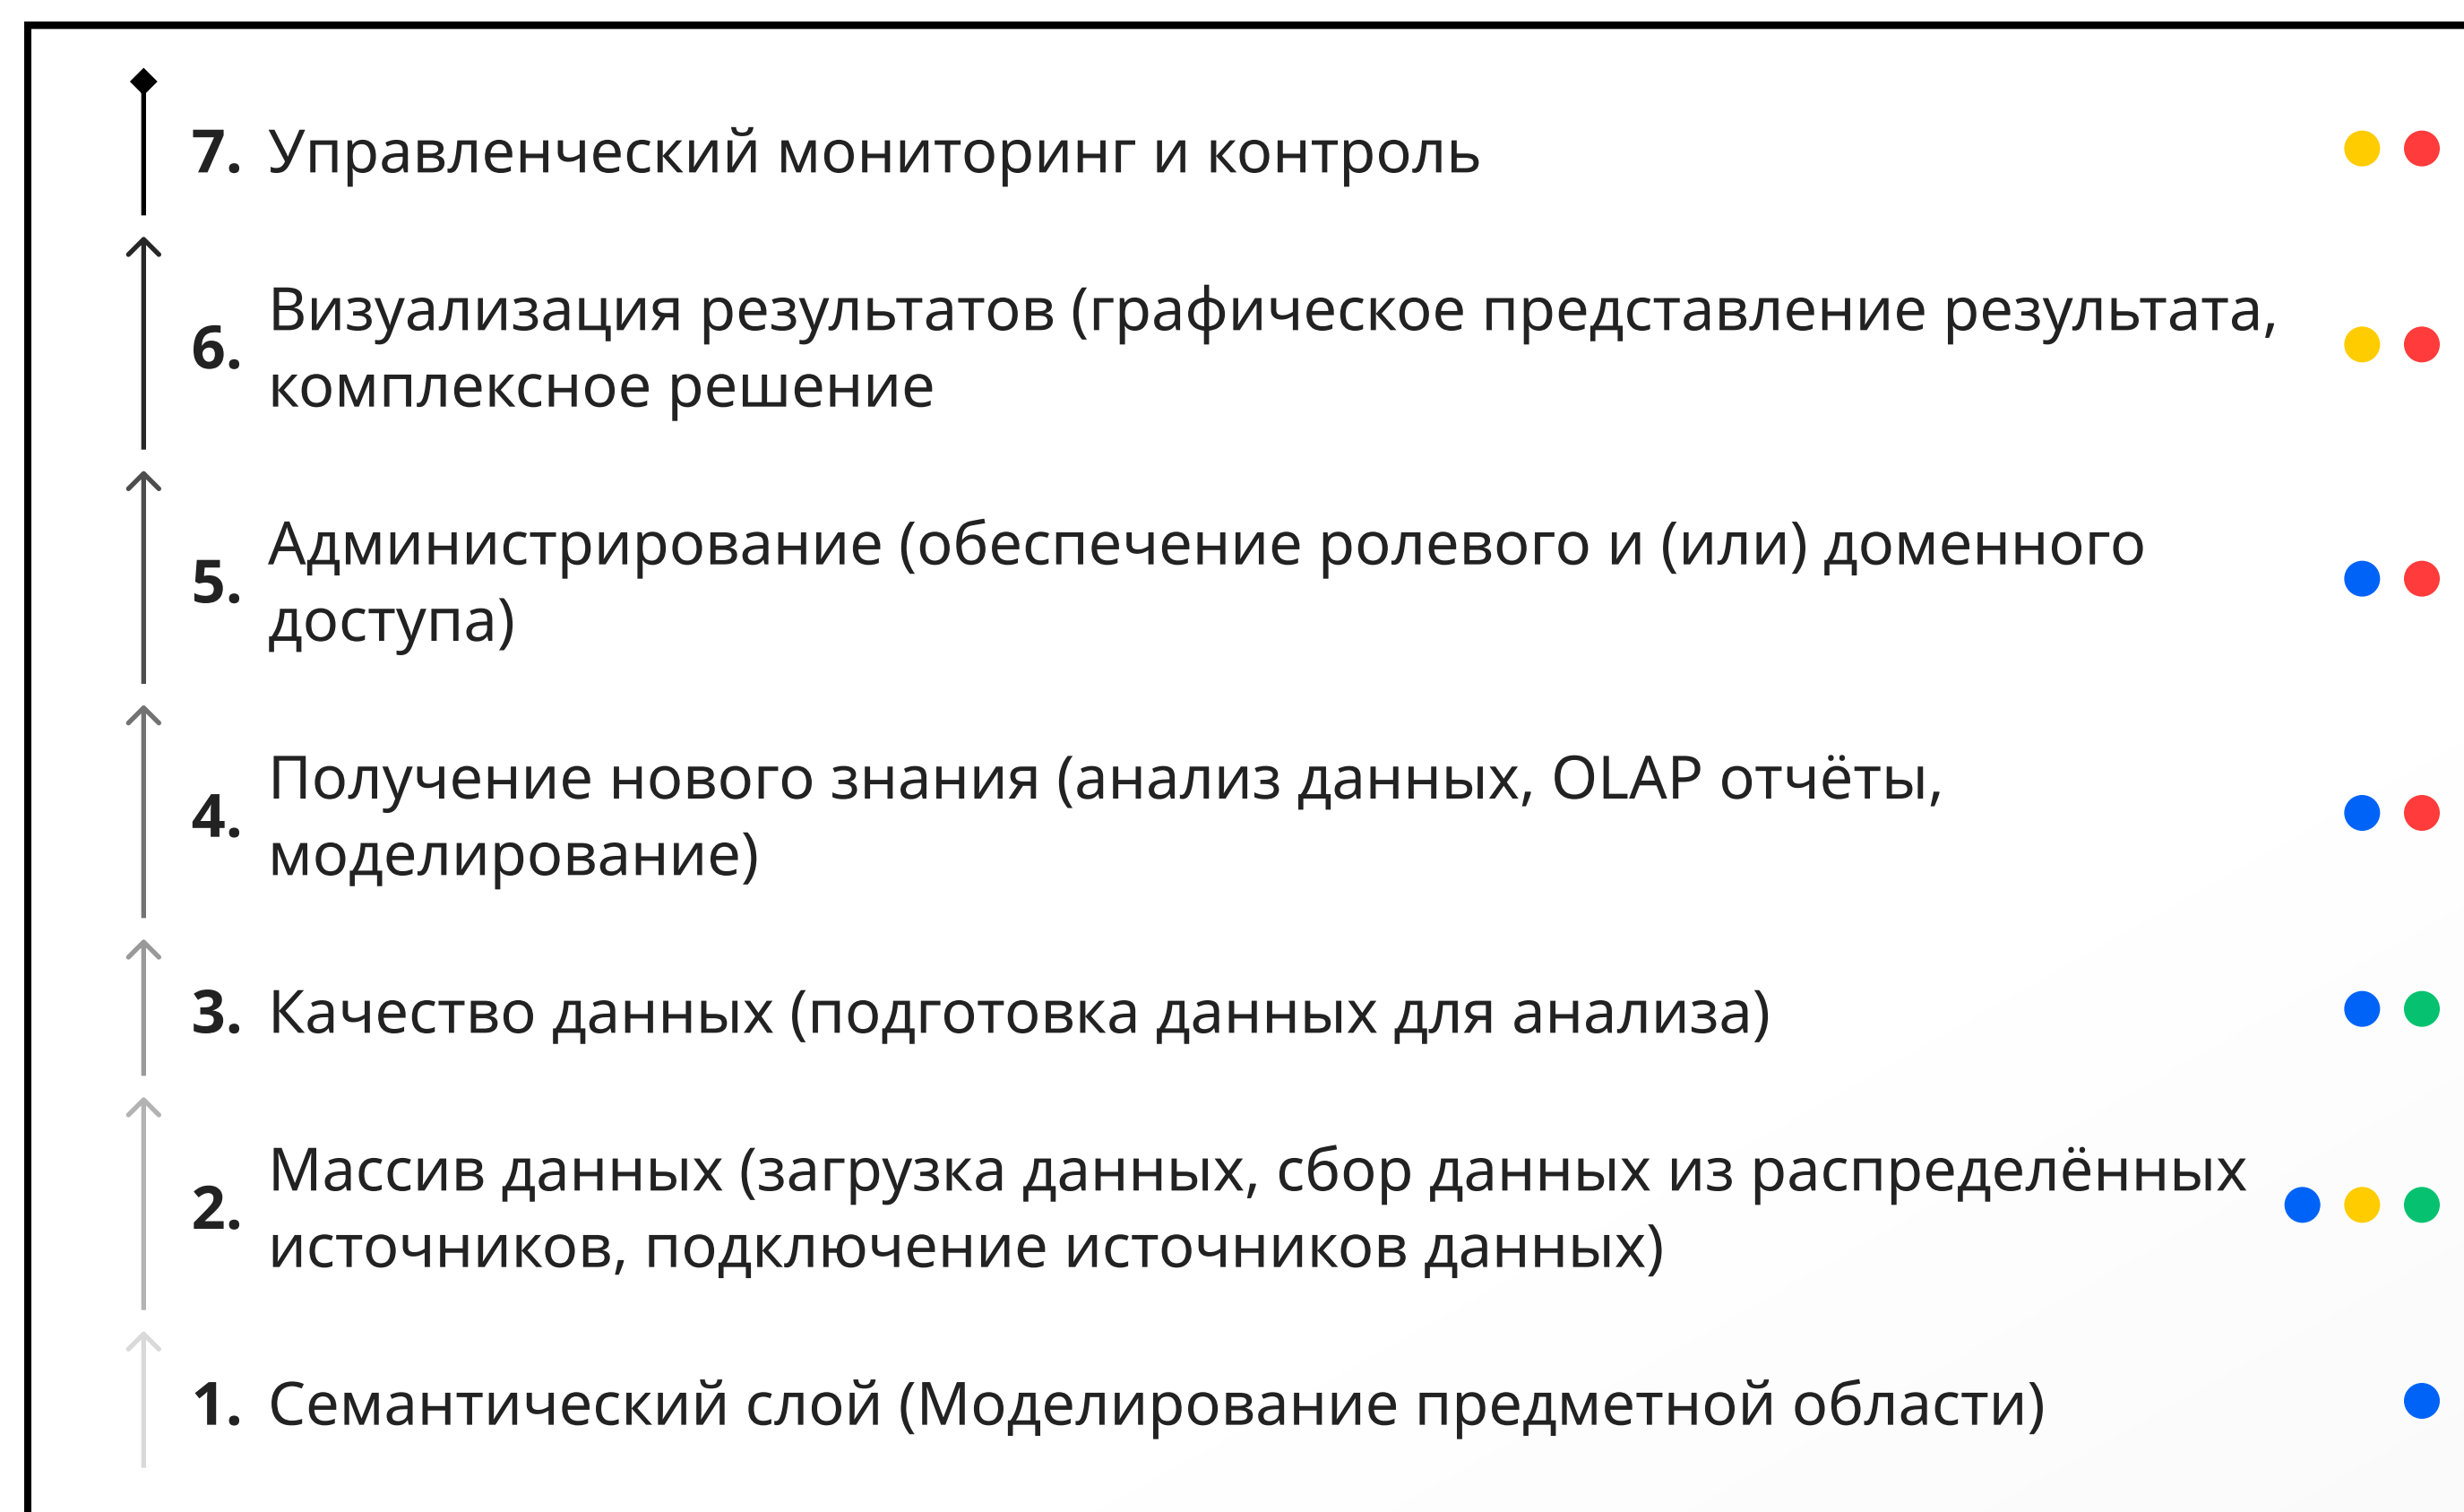 7. Управленческий мониторинг и контроль
6. Визуализация результатов (графическое представление результата,
комплексное решение
5. Администрирование (обеспечение ролевого и (или) доменного
доступа)
4. Получение нового знания (анализ данных, OLAP отчёты,
моделирование)
3. Качество данных (подготовка данных для анализа)
2. Массив данных (загрузка данных, сбор данных из распределённых
источников, подключение источников данных)
1. Семантический слой (Моделирование предметной области)